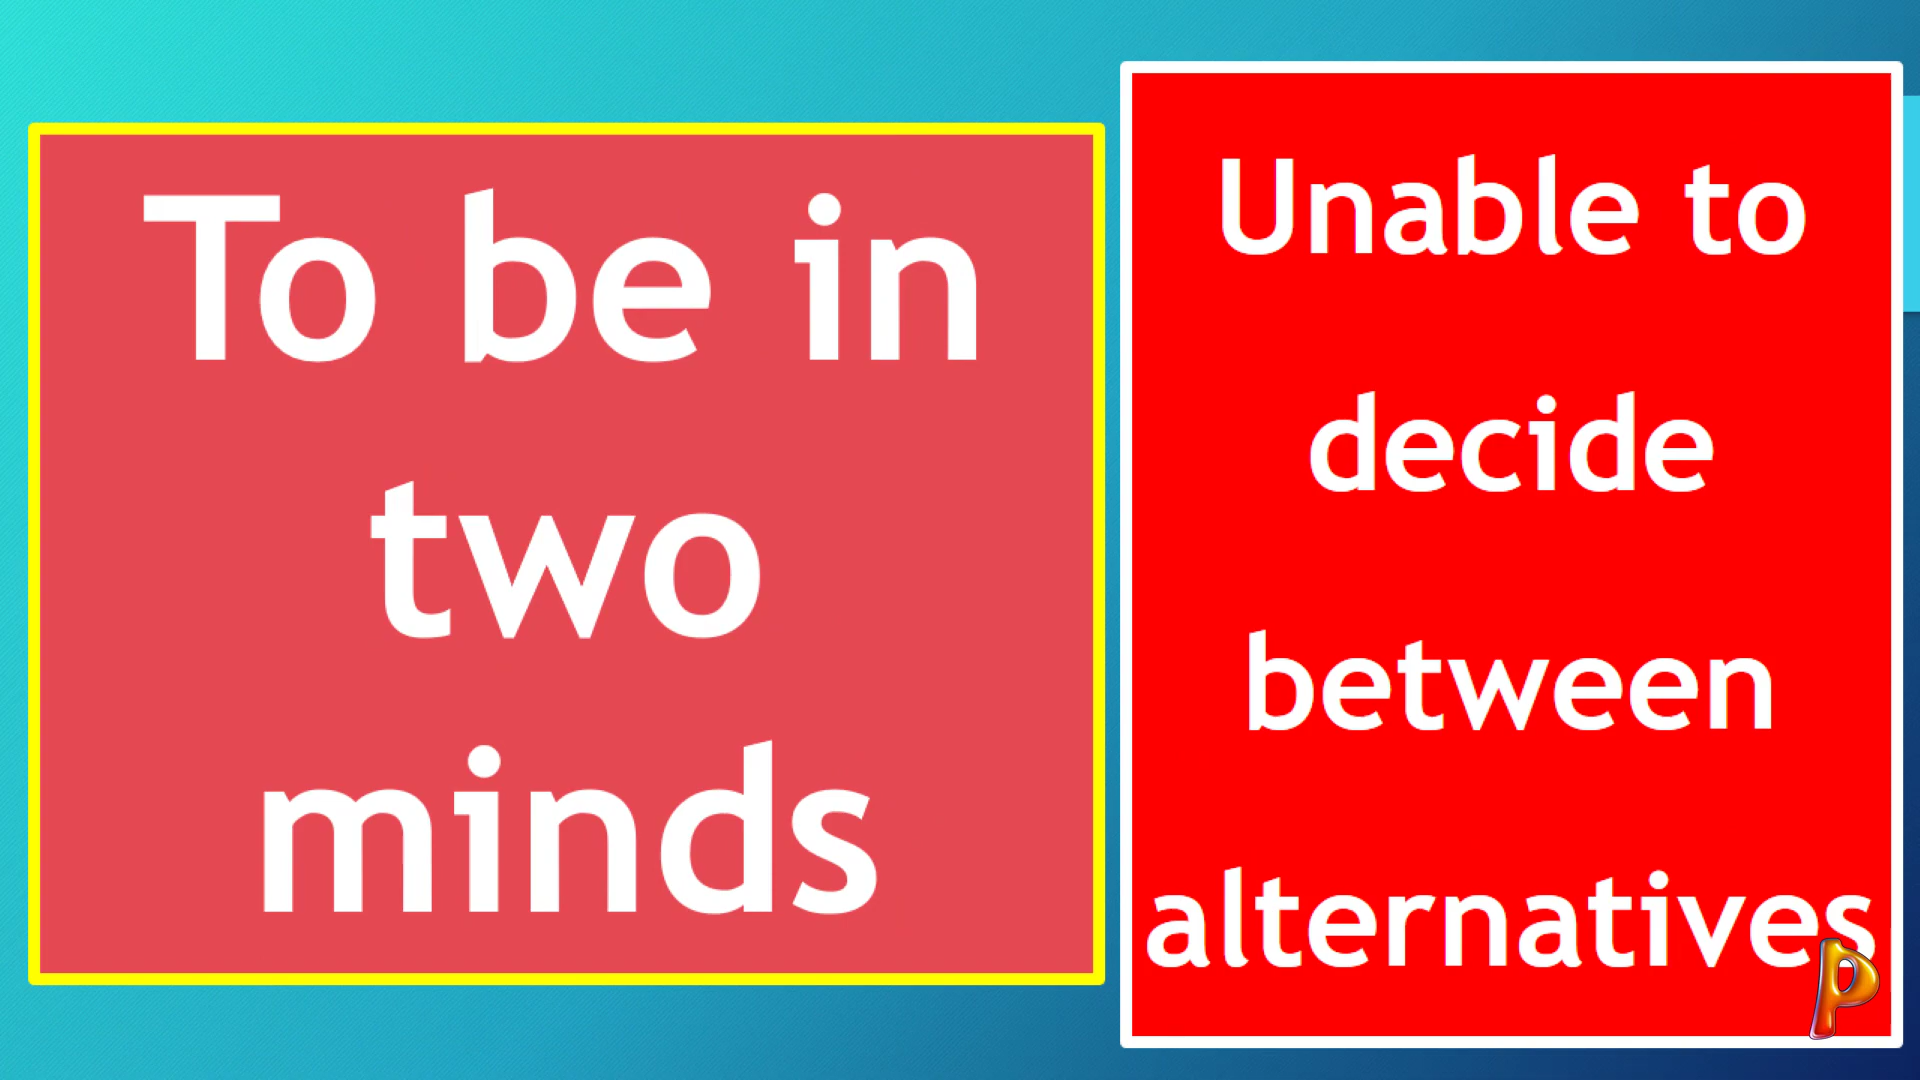 To be in
two
minds
Unable to
decide
between
alternatives
P